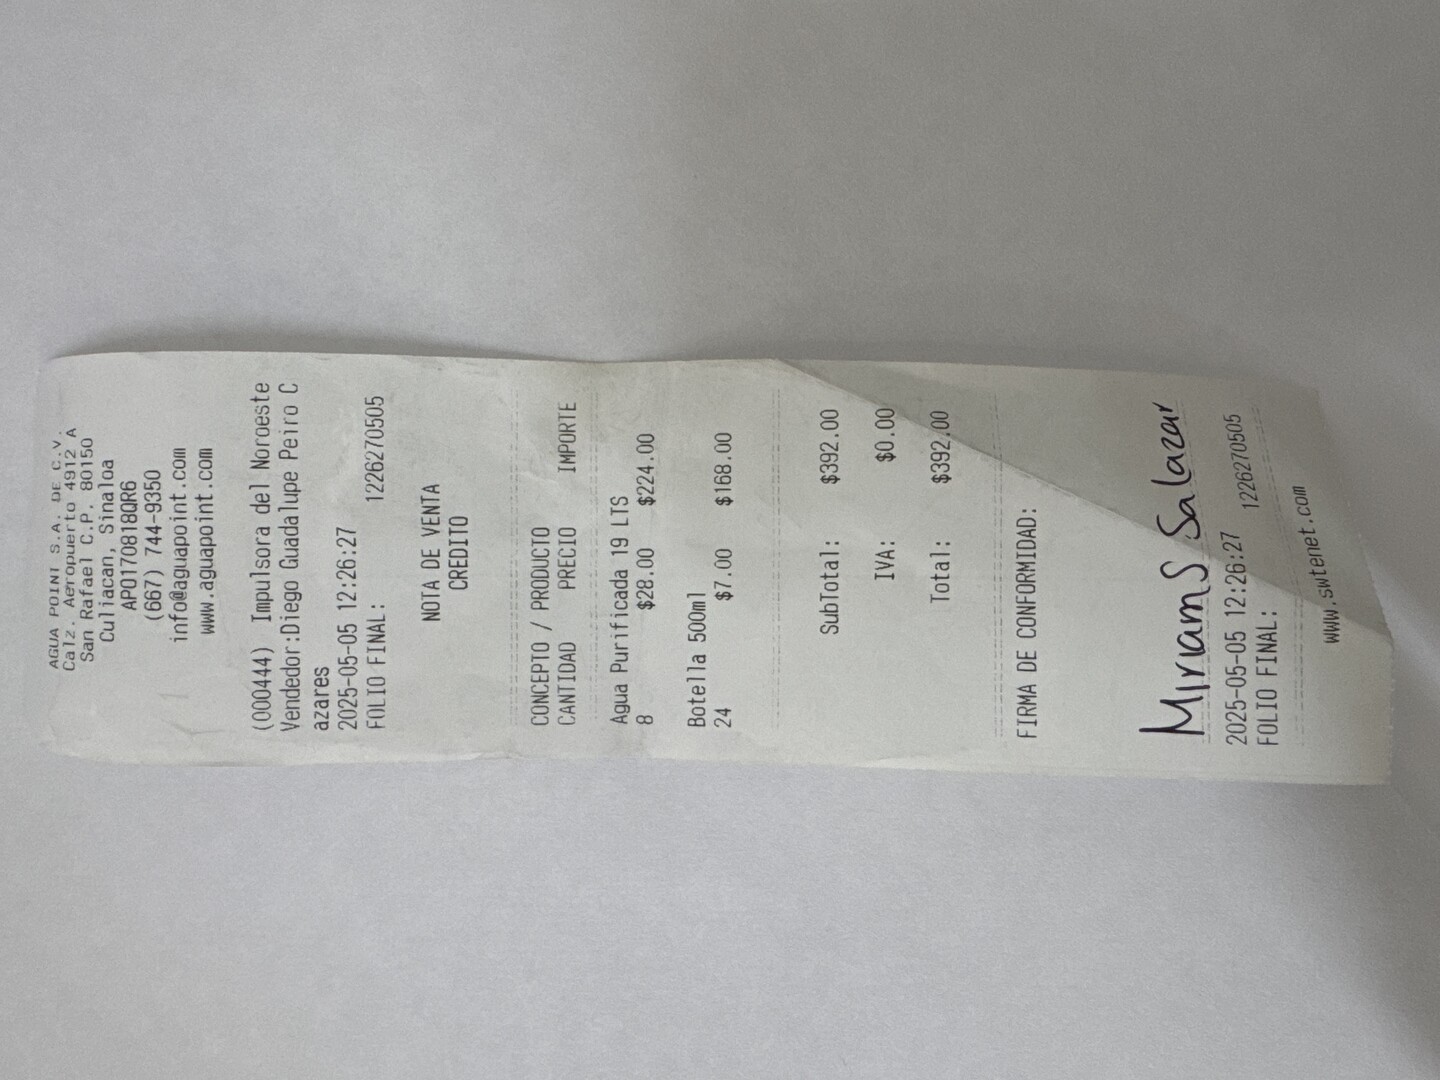 AGUA POINT S.A. DE C.V.
Calz. Aeropuerto 4912 A
San Rafael C.P. 80150
Culiacan, Sinaloa
APO170818QR6
(667) 744-9350
info@aguapoint.com
www.aguapoint.com
(000444) Impulsora del Noroeste
Vendedor:Diego Guadalupe Peiro C
azares
2025-05-05 12:26:27
FOLIO FINAL: 1226270505
NOTA DE VENTA
CREDITO
CONCEPTO / PRODUCTO
CANTIDAD PRECIO IMPORTE
Agua Purificada 19 LTS
8 $28.00 $224.00
Botella 500ml
24 $7.00 $168.00
SubTotal: $392.00
IVA: $0.00
Total: $392.00
FIRMA DE CONFORMIDAD:
Miriam S Salazar
2025-05-05 12:26:27
FOLIO FINAL: 1226270505
www.swtenet.com